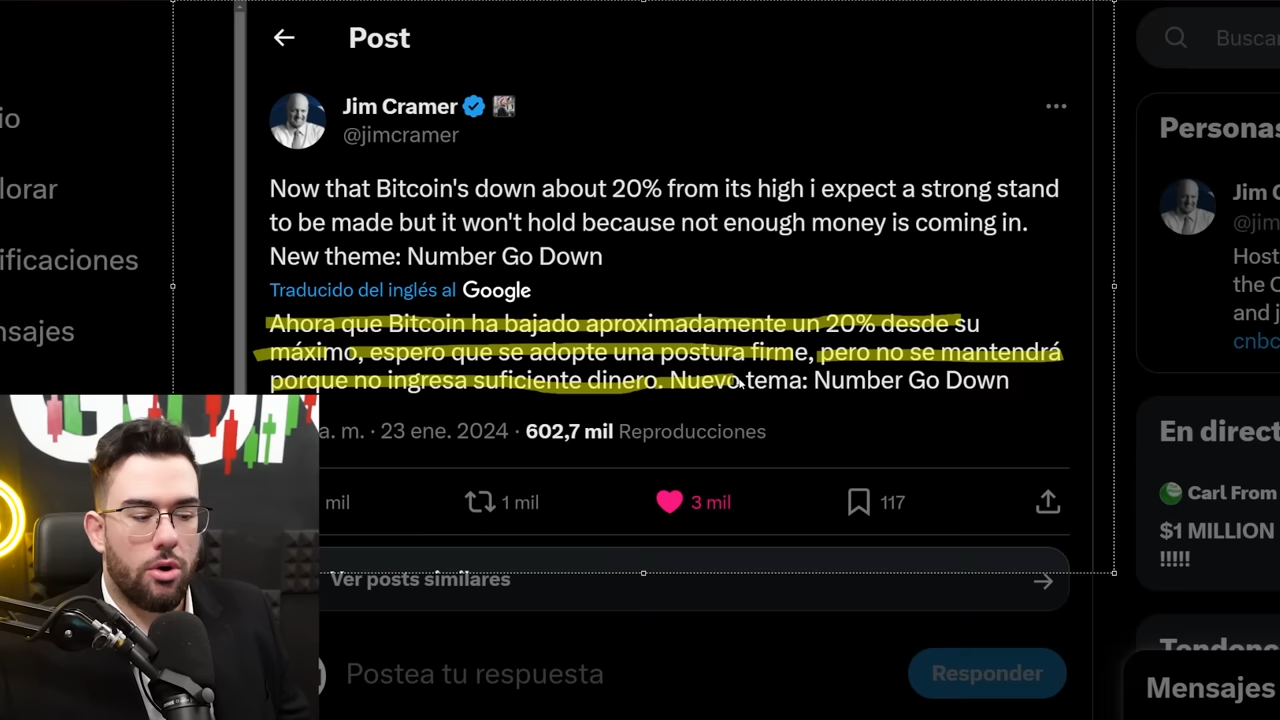 Post
Buscar
io
Jim Cramer
@jimcramer
Personas
lorar
Now that Bitcoin's down about 20% from its high i expect a strong stand
to be made but it won't hold because not enough money is coming in.
New theme: Number Go Down
Jim C
@jim
ificaciones
Host
the C
and j
cnbc
Traducido del inglés al Google
nsajes
Ahora que Bitcoin ha bajado aproximadamente un 20% desde su
máximo, espero que se adopte una postura firme, pero no se mantendrá
porque no ingresa suficiente dinero. Nuevo tema: Number Go Down
a. m. · 23 ene. 2024 · 602,7 mil Reproducciones
En direct
mil
1 mil
3 mil
117
Carl From
$1 MILLION
!!!!!
Ver posts similares
Postea tu respuesta
Responder
Mensajes